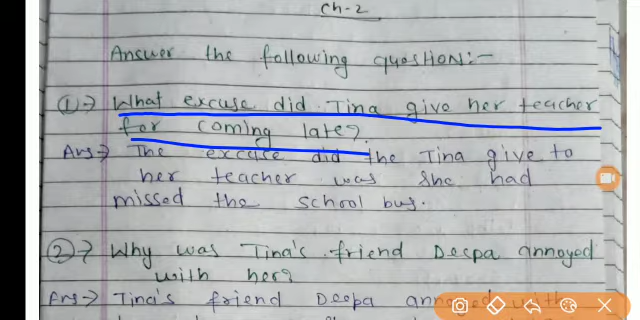 Ch-2
Answer the following question:-
①→ What excuse did Tina give her teacher
for coming late?
Ans→ The excuse did the Tina give to
her teacher was she had
missed the school bus.
②→ Why was Tina's friend Deepa annoyed
with her?
Ans→ Tina's friend Deepa annoyed with